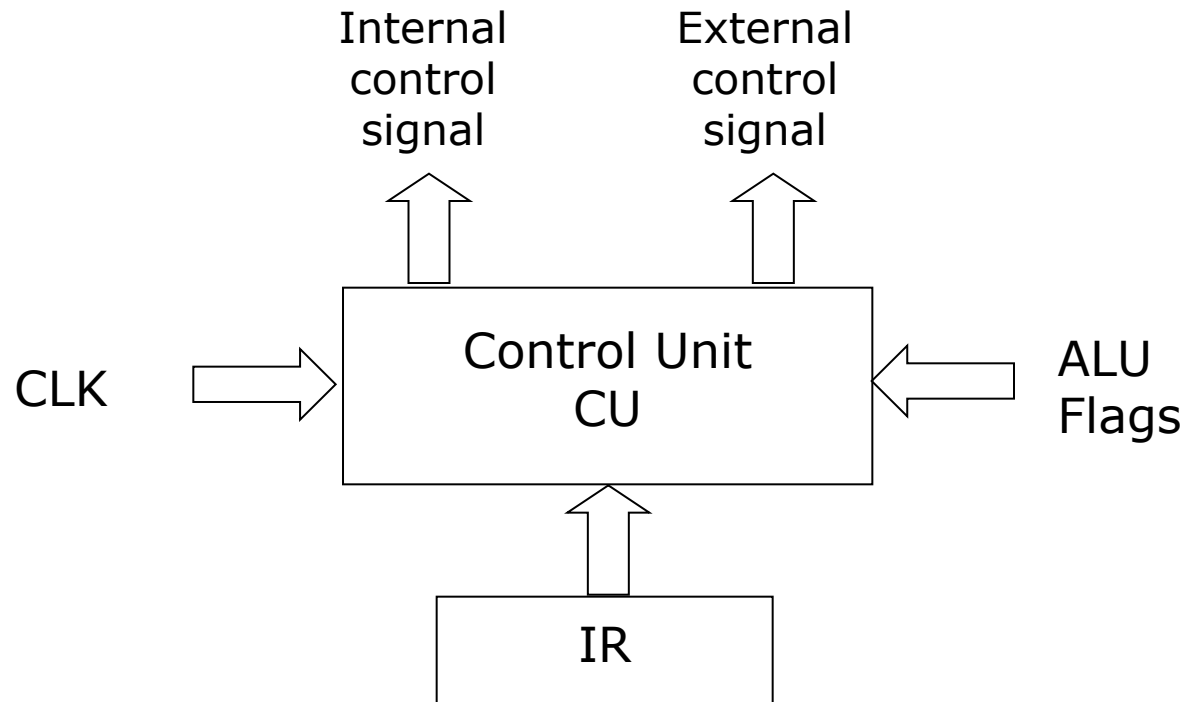 Internal
control
signal
External
control
signal
Control Unit
CU
CLK
ALU
Flags
IR